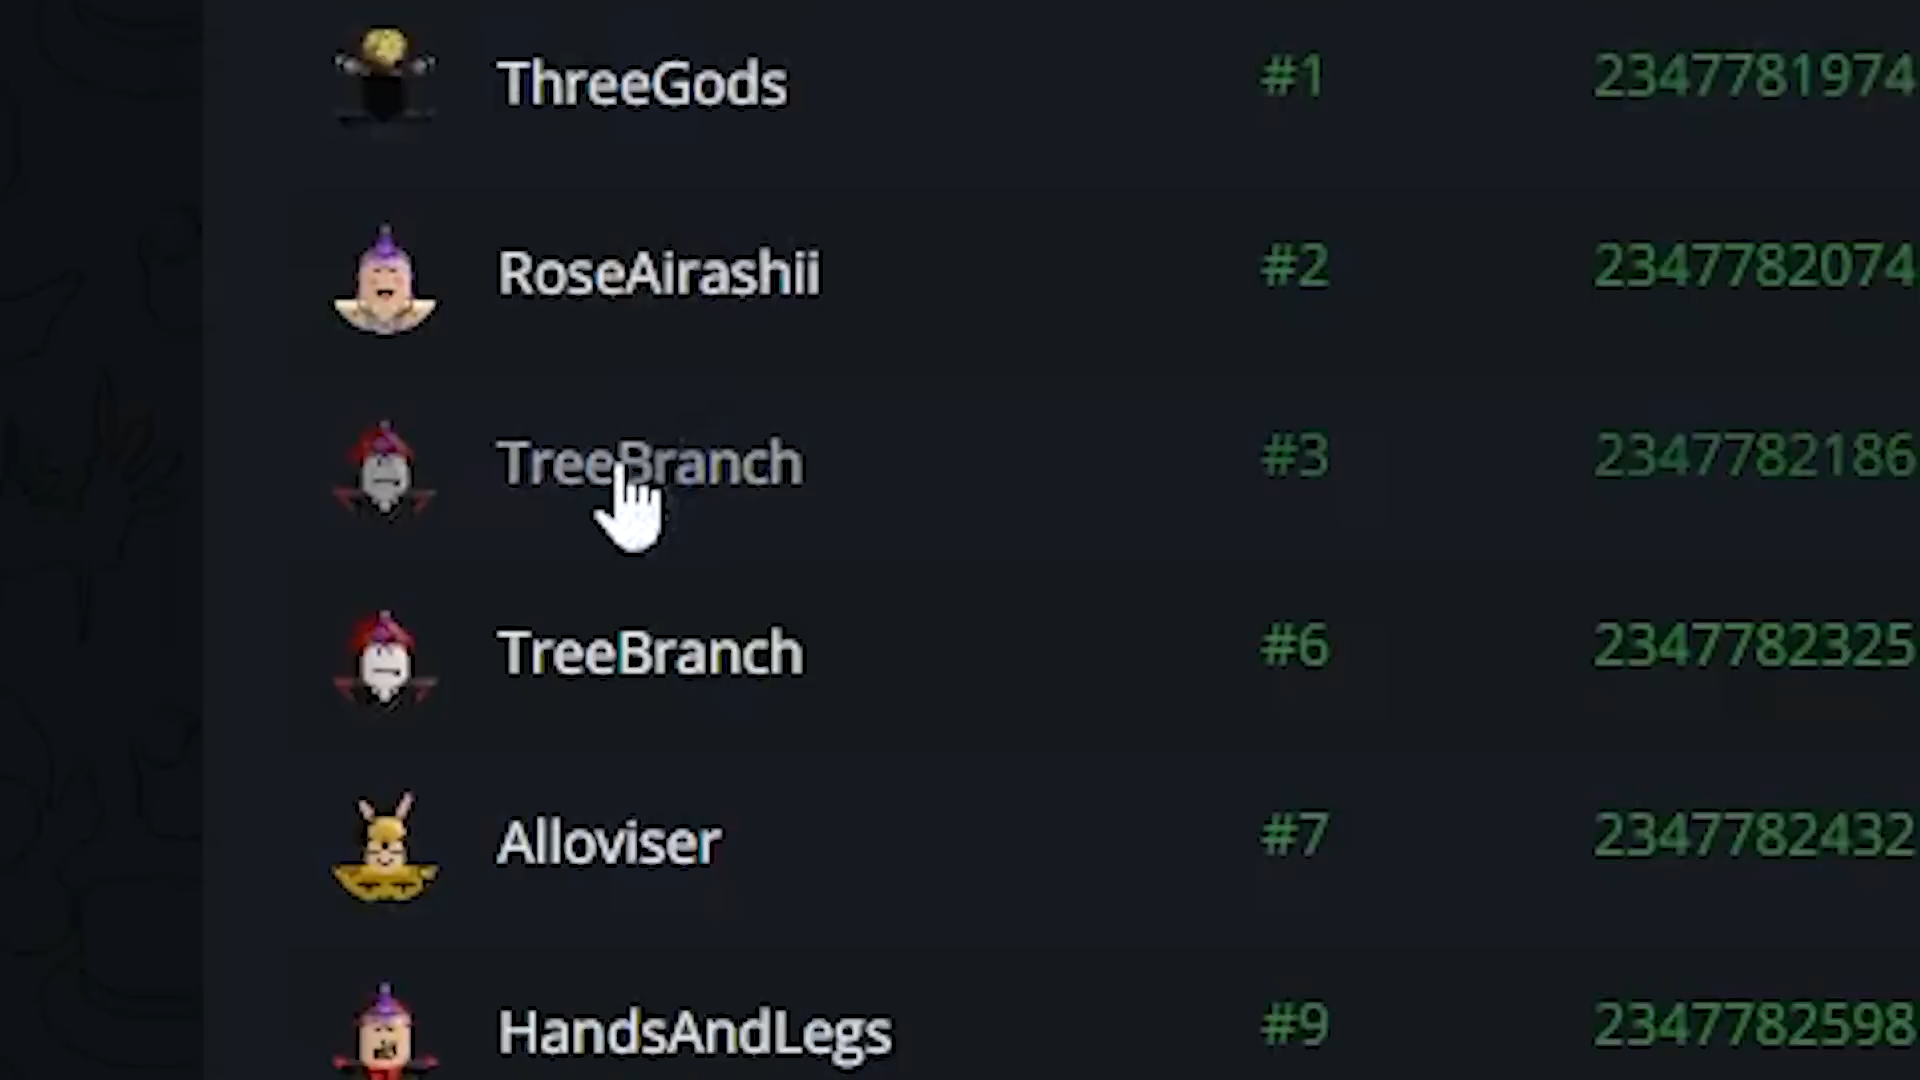 ThreeGods #1 2347781974
RoseAirashii #2 2347782074
TreeBranch #3 2347782186
TreeBranch #6 2347782325
Alloviser #7 2347782432
HandsAndLegs #9 2347782598